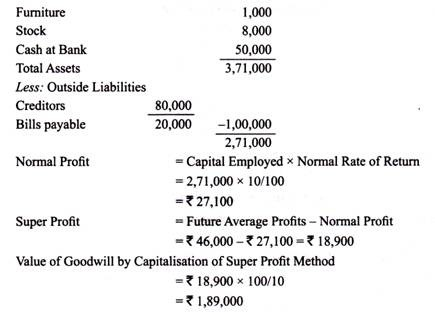 Furniture 1,000
Stock 8,000
Cash at Bank 50,000
Total Assets 3,71,000
Less: Outside Liabilities
Creditors 80,000
Bills payable 20,000 –1,00,000
2,71,000
Normal Profit = Capital Employed × Normal Rate of Return
= 2,71,000 × 10/100
= ₹ 27,100
Super Profit = Future Average Profits – Normal Profit
= ₹ 46,000 – ₹ 27,100 = ₹ 18,900
Value of Goodwill by Capitalisation of Super Profit Method
= ₹ 18,900 × 100/10
= ₹ 1,89,000